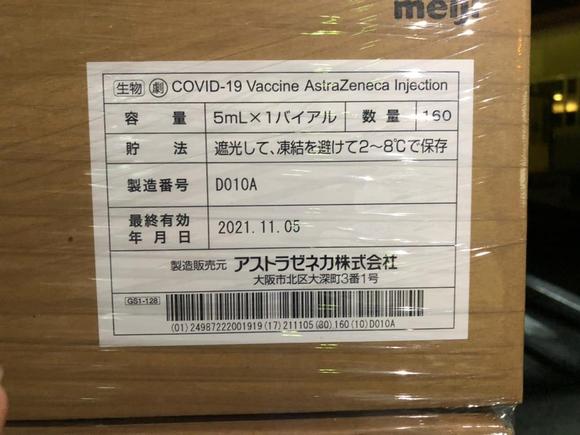 meiji
生物 劇 COVID-19 Vaccine AstraZeneca Injection
容 量 5mL×1バイアル 数 量 160
貯 法 遮光して、凍結を避けて2～8℃で保存
製造番号 D010A
最終有効
年 月 日 2021.11.05
製造販売元 アストラゼネカ株式会社
大阪市北区大深町3番1号
GS1-128
(01)24987222001919(17)211105(30)160(10)D010A